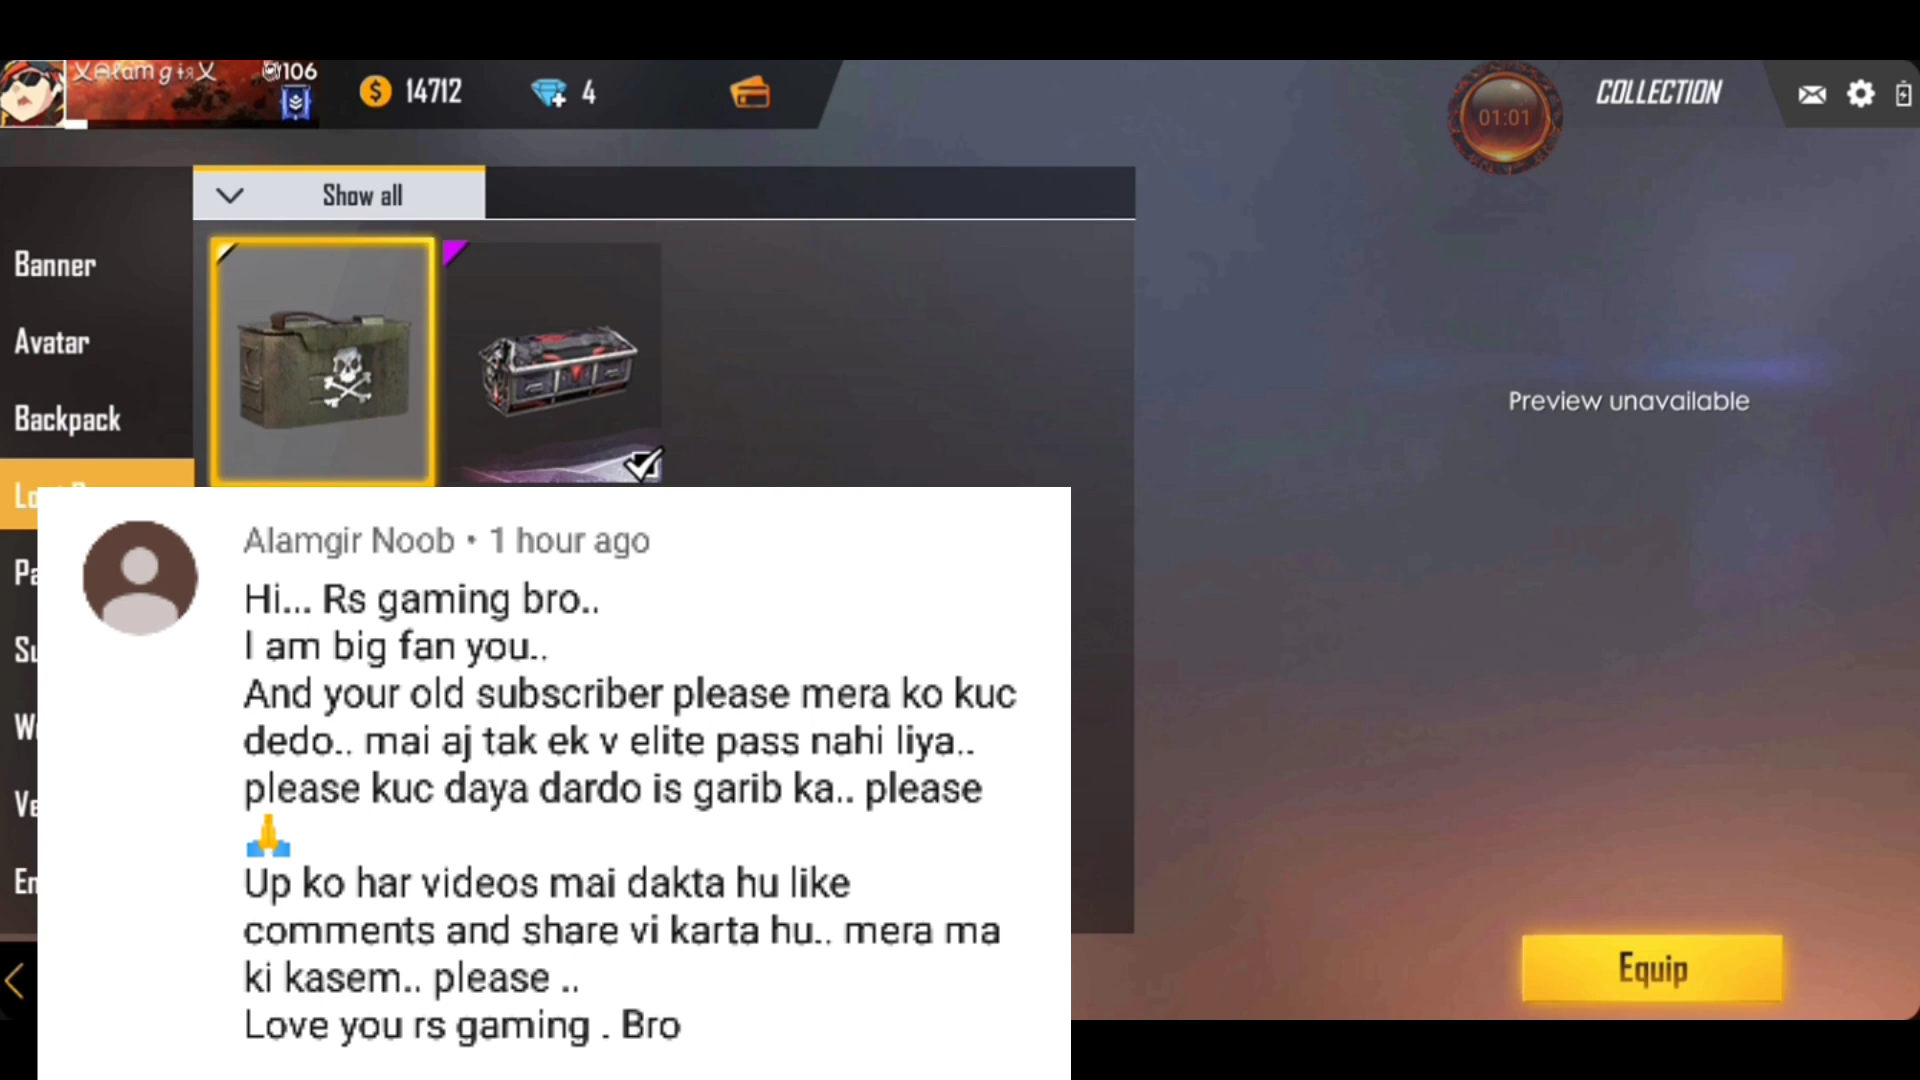 106
14712
4
01:01
COLLECTION
Show all
Banner
Avatar
Backpack
Preview unavailable
Alamgir Noob • 1 hour ago
Hi... Rs gaming bro..
I am big fan you..
And your old subscriber please mera ko kuc
dedo.. mai aj tak ek v elite pass nahi liya..
please kuc daya dardo is garib ka.. please
🙏
Up ko har videos mai dakta hu like
comments and share vi karta hu.. mera ma
ki kasem.. please ..
Love you rs gaming . Bro
Equip